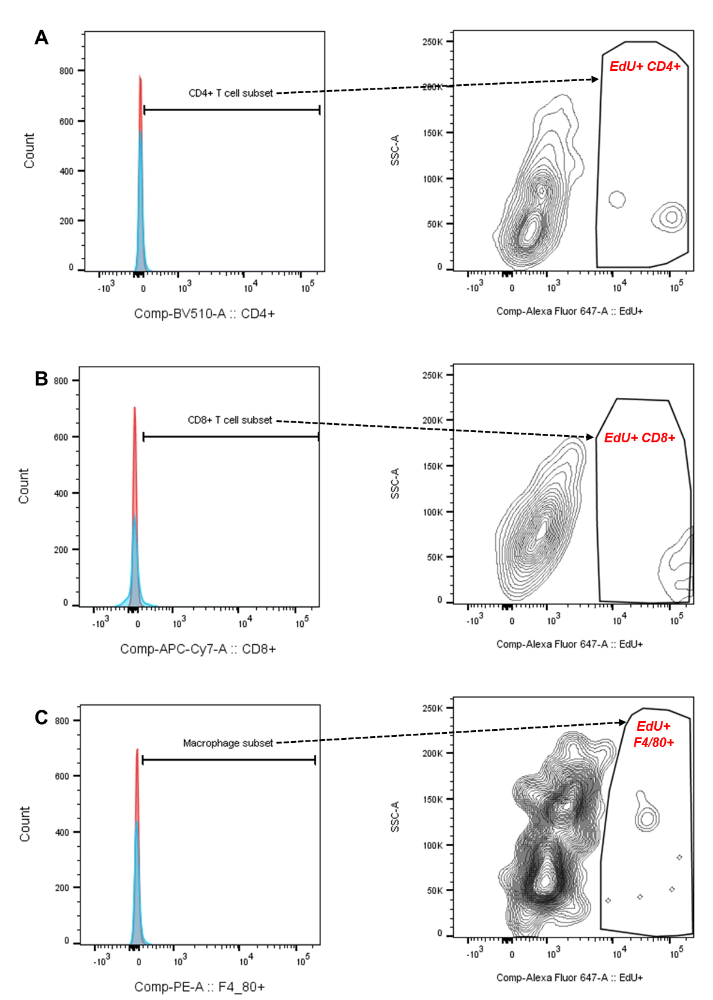 A
Count
800
600
400
200
0
CD4+ T cell subset
-10³
0
10³
10⁴
10⁵
Comp-BV510-A :: CD4+
SSC-A
250K
200K
150K
100K
50K
0
EdU+ CD4+
-10³
0
10³
10⁴
10⁵
Comp-Alexa Fluor 647-A :: EdU+
B
Count
800
600
400
200
0
CD8+ T cell subset
-10³
0
10³
10⁴
10⁵
Comp-APC-Cy7-A :: CD8+
SSC-A
250K
200K
150K
100K
50K
0
EdU+ CD8+
-10³
0
10³
10⁴
10⁵
Comp-Alexa Fluor 647-A :: EdU+
C
Count
800
600
400
200
0
Macrophage subset
-10³
0
10³
10⁴
10⁵
Comp-PE-A :: F4_80+
SSC-A
250K
200K
150K
100K
50K
0
EdU+
F4/80+
-10³
0
10³
10⁴
10⁵
Comp-Alexa Fluor 647-A :: EdU+